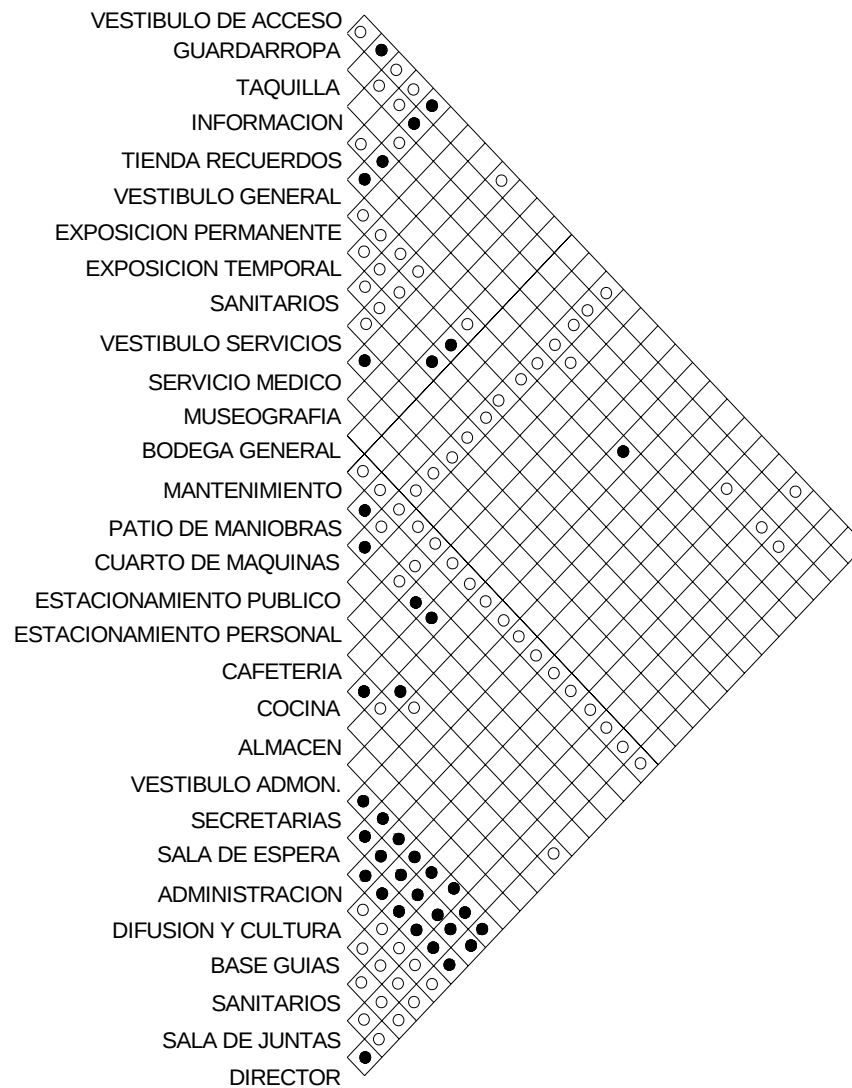 VESTIBULO DE ACCESO
GUARDARROPA
TAQUILLA
INFORMACION
TIENDA RECUERDOS
VESTIBULO GENERAL
EXPOSICION PERMANENTE
EXPOSICION TEMPORAL
SANITARIOS
VESTIBULO SERVICIOS
SERVICIO MEDICO
MUSEOGRAFIA
BODEGA GENERAL
MANTENIMIENTO
PATIO DE MANIOBRAS
CUARTO DE MAQUINAS
ESTACIONAMIENTO PUBLICO
ESTACIONAMIENTO PERSONAL
CAFETERIA
COCINA
ALMACEN
VESTIBULO ADMON.
SECRETARIAS
SALA DE ESPERA
ADMINISTRACION
DIFUSION Y CULTURA
BASE GUIAS
SANITARIOS
SALA DE JUNTAS
DIRECTOR